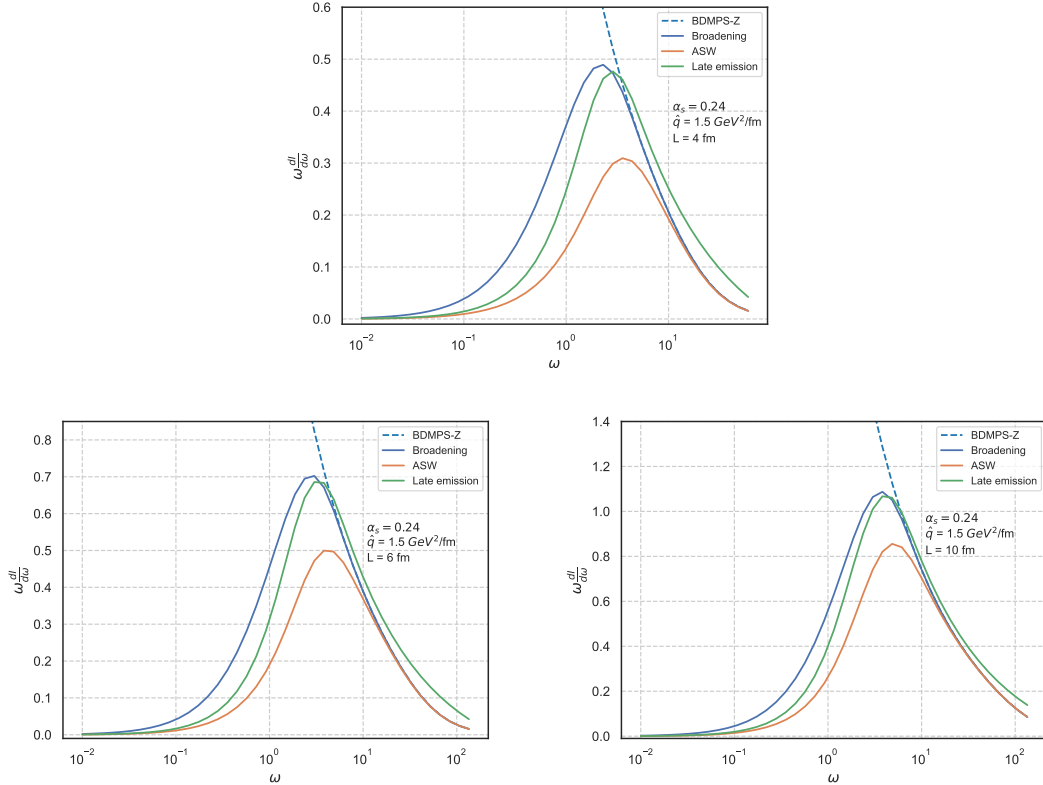 0.6
0.5
0.4
0.3
0.2
0.1
0.0
ω dI/dω
10⁻² 10⁻¹ 10⁰ 10¹
ω
BDMPS-Z
Broadening
ASW
Late emission
αₛ = 0.24
q̂ = 1.5 GeV²/fm
L = 4 fm
0.8
0.7
0.6
0.5
0.4
0.3
0.2
0.1
0.0
ω dI/dω
10⁻² 10⁻¹ 10⁰ 10¹ 10²
ω
BDMPS-Z
Broadening
ASW
Late emission
αₛ = 0.24
q̂ = 1.5 GeV²/fm
L = 6 fm
1.4
1.2
1.0
0.8
0.6
0.4
0.2
0.0
ω dI/dω
10⁻² 10⁻¹ 10⁰ 10¹ 10²
ω
BDMPS-Z
Broadening
ASW
Late emission
αₛ = 0.24
q̂ = 1.5 GeV²/fm
L = 10 fm